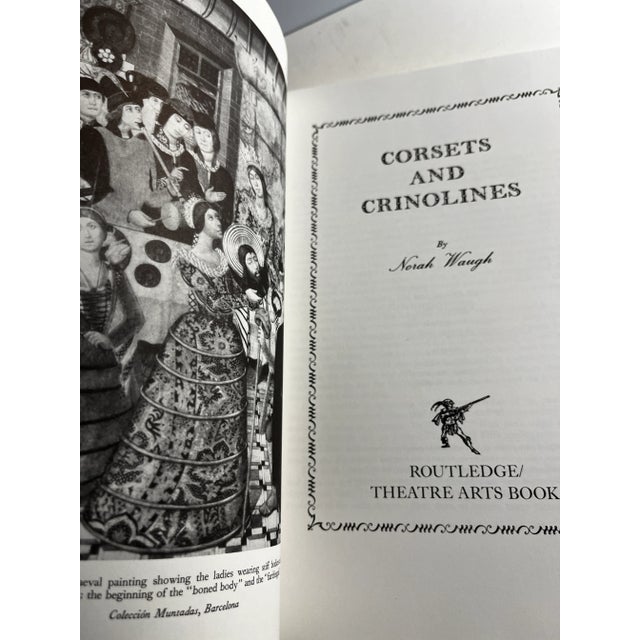 eval painting showing the ladies wearing stiff
: the beginning of the "boned body" and the
Colección Muntadas, Barcelona
CORSETS
AND
CRINOLINES
By
Norah Waugh
ROUTLEDGE/
THEATRE ARTS BOOK